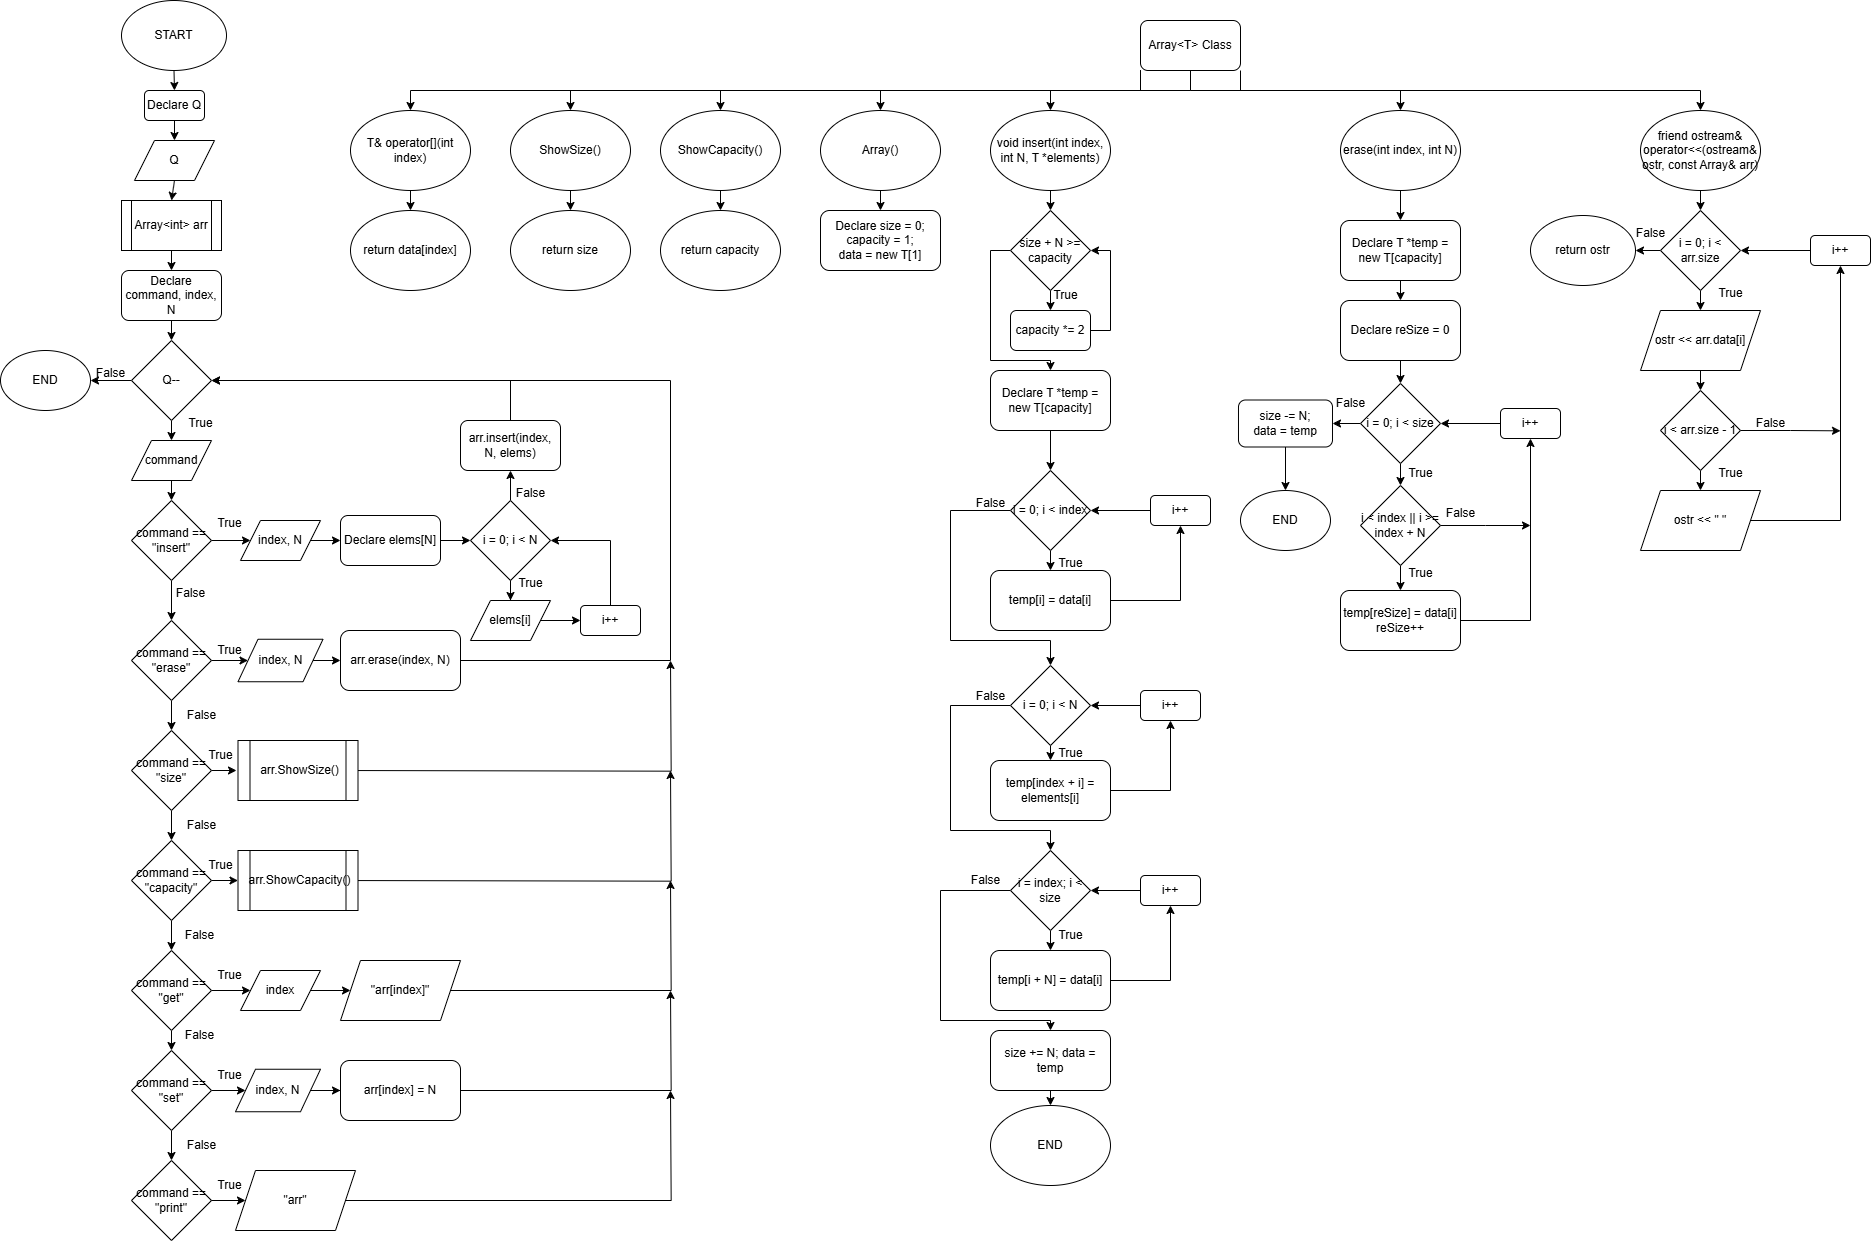 START
Declare Q
Q
Array<int> arr
Declare
command, index,
N
Q--
False
END
True
command
command ==
"insert"
True
index, N
Declare elems[N]
i = 0; i < N
False
arr.insert(index,
N, elems)
True
elems[i]
i++
False
command ==
"erase"
True
index, N
arr.erase(index, N)
False
command ==
"size"
True
arr.ShowSize()
False
command ==
"capacity"
True
arr.ShowCapacity()
False
command ==
"get"
True
index
"arr[index]"
False
command ==
"set"
True
index, N
arr[index] = N
False
command ==
"print"
True
"arr"
Array<T> Class
T& operator[](int
index)
return data[index]
ShowSize()
return size
ShowCapacity()
return capacity
Array()
Declare size = 0;
capacity = 1;
data = new T[1]
void insert(int index,
int N, T *elements)
size + N >=
capacity
True
capacity *= 2
Declare T *temp =
new T[capacity]
False
i = 0; i < index
i++
True
temp[i] = data[i]
False
i = 0; i < N
i++
True
temp[index + i] =
elements[i]
False
i = index; i <
size
i++
True
temp[i + N] = data[i]
size += N; data =
temp
END
erase(int index, int N)
Declare T *temp =
new T[capacity]
Declare reSize = 0
False
i = 0; i < size
i++
size -= N;
data = temp
END
True
i < index || i >=
index + N
False
True
temp[reSize] = data[i]
reSize++
friend ostream&
operator<<(ostream&
ostr, const Array& arr)
False
return ostr
i = 0; i <
arr.size
i++
True
ostr << arr.data[i]
i < arr.size - 1
False
True
ostr << " "